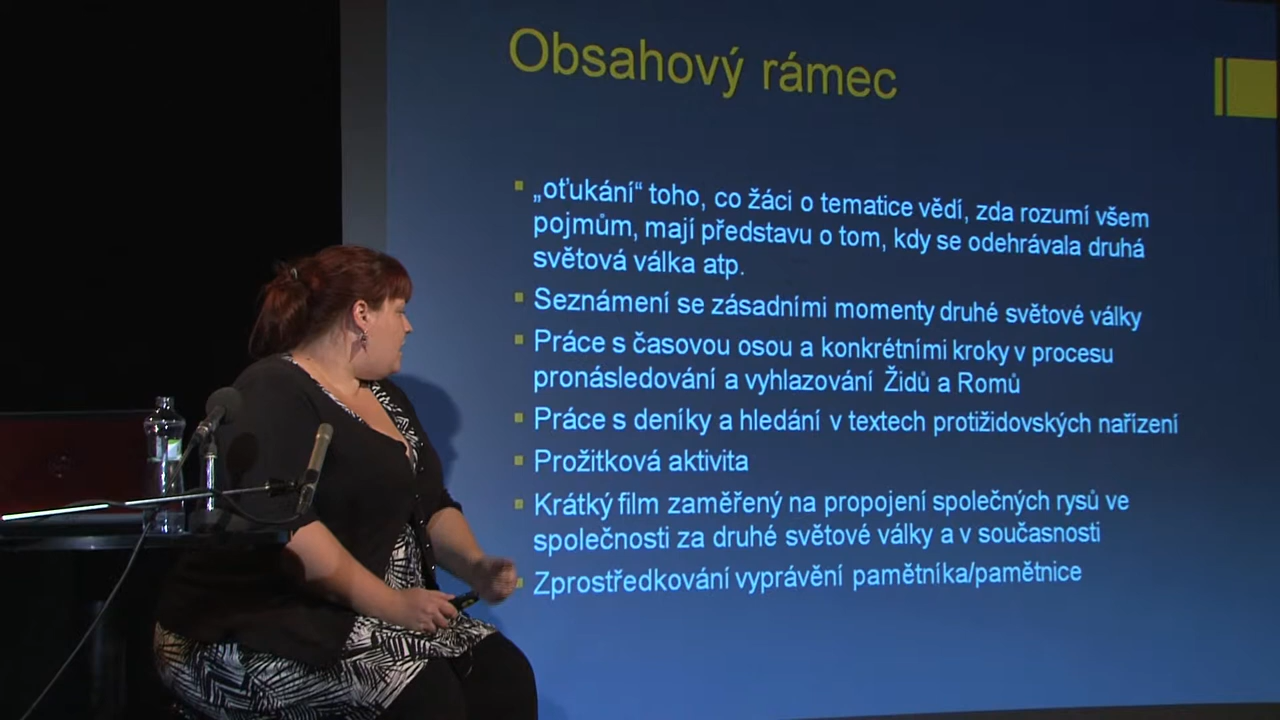 Obsahový rámec
„oťukání“ toho, co žáci o tematice vědí, zda rozumí všem
pojmům, mají představu o tom, kdy se odehrávala druhá
světová válka atp.
Seznámení se zásadními momenty druhé světové války
Práce s časovou osou a konkrétními kroky v procesu
pronásledování a vyhlazování Židů a Romů
Práce s deníky a hledání v textech protižidovských nařízení
Prožitková aktivita
Krátký film zaměřený na propojení společných rysů ve
společnosti za druhé světové války a v současnosti
Zprostředkování vyprávění pamětníka/pamětnice